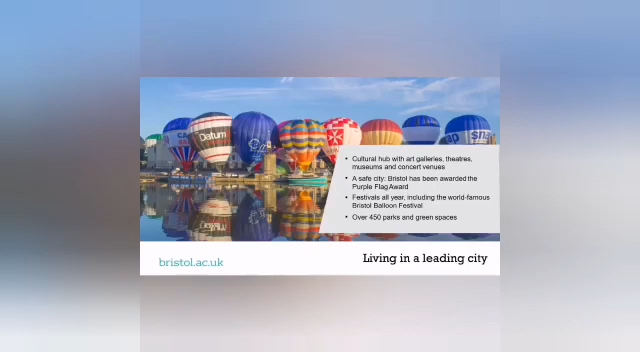 Datum
• Cultural hub with art galleries, theatres,
museums and concert venues
• A safe city: Bristol has been awarded the
Purple Flag Award
• Festivals all year, including the world-famous
Bristol Balloon Festival
• Over 450 parks and green spaces
bristol.ac.uk
Living in a leading city